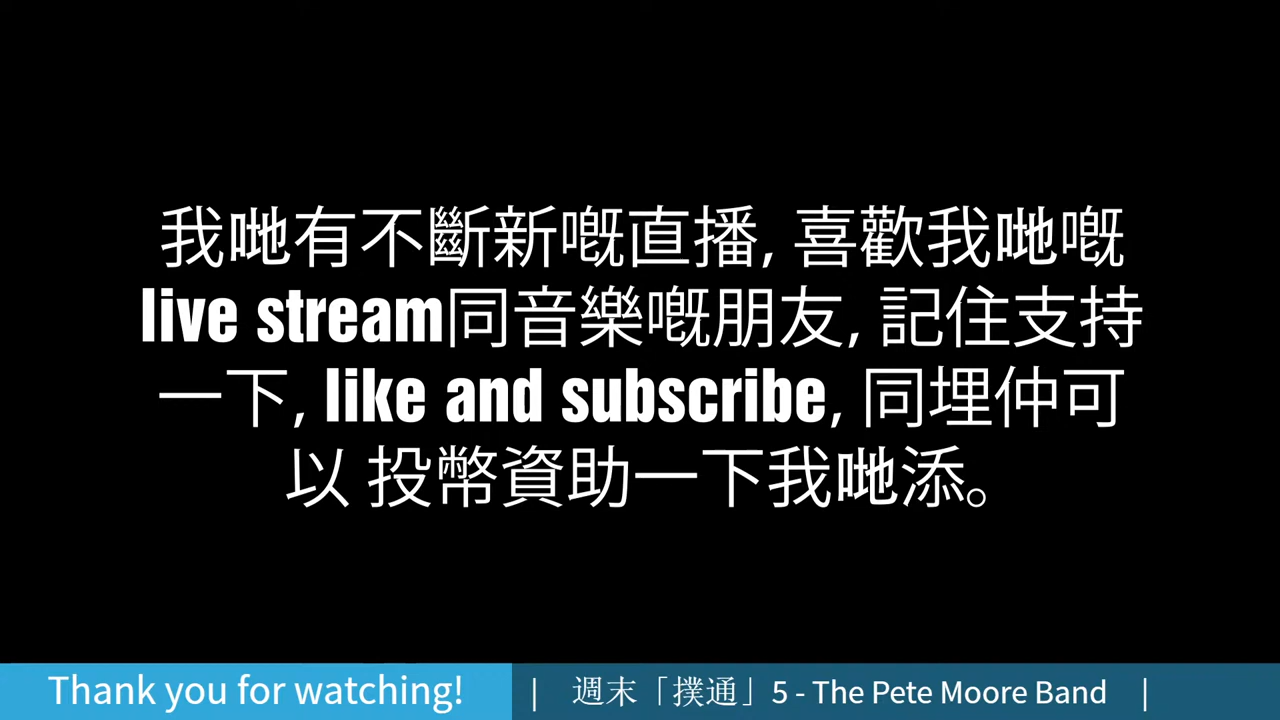 我哋有不斷新嘅直播, 喜歡我哋嘅
live stream同音樂嘅朋友, 記住支持
一下, like and subscribe, 同埋仲可
以 投幣資助一下我哋添。
Thank you for watching! | 週末「撲通」5 - The Pete Moore Band |